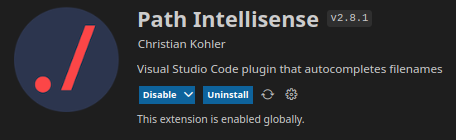 ./
Path Intellisense v2.8.1
Christian Kohler
Visual Studio Code plugin that autocompletes filenames
Disable Uninstall
This extension is enabled globally.